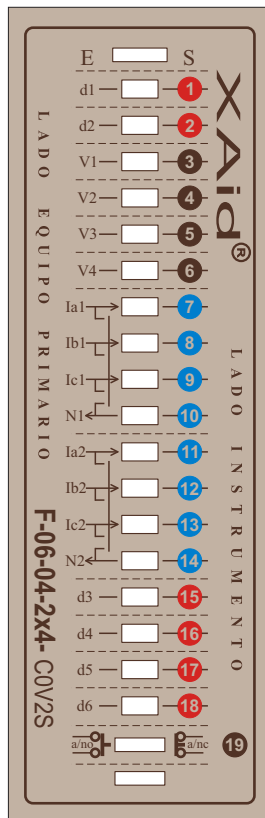 E S
d1 1
d2 2
V1 3
V2 4
V3 5
V4 6
Ia1 7
Ib1 8
Ic1 9
N1 10
Ia2 11
Ib2 12
Ic2 13
N2 14
d3 15
d4 16
d5 17
d6 18
a/no a/nc 19
LADO EQUIPO PRIMARIO
F-06-04-2x4- C0V2S
XAid®
LADO INSTRUMENTO